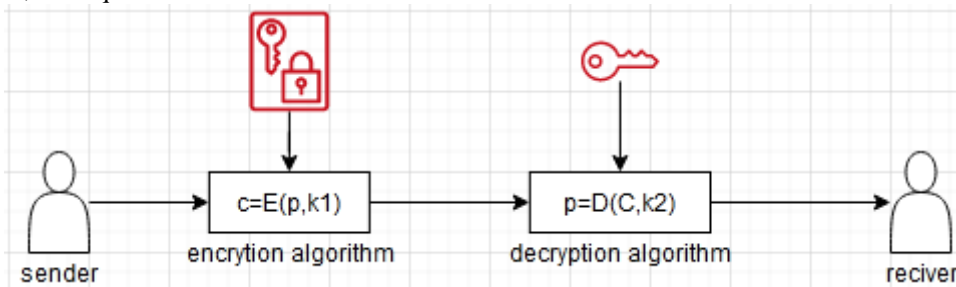 c=E(p,k1)
p=D(C,k2)
encrytion algorithm
decryption algorithm
sender
reciver